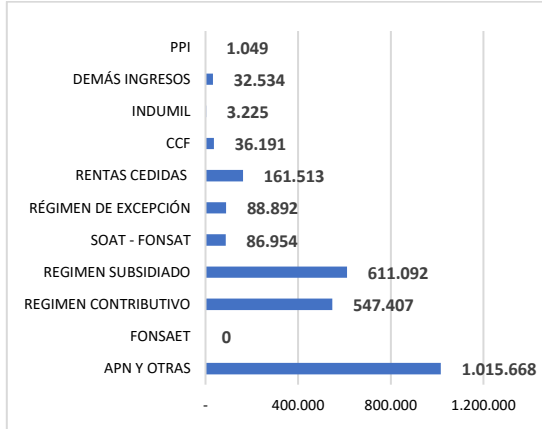 PPI 1.049
DEMÁS INGRESOS 32.534
INDUMIL 3.225
CCF 36.191
RENTAS CEDIDAS 161.513
RÉGIMEN DE EXCEPCIÓN 88.892
SOAT - FONSAT 86.954
REGIMEN SUBSIDIADO 611.092
REGIMEN CONTRIBUTIVO 547.407
FONSAET 0
APN Y OTRAS 1.015.668
- 400.000 800.000 1.200.000